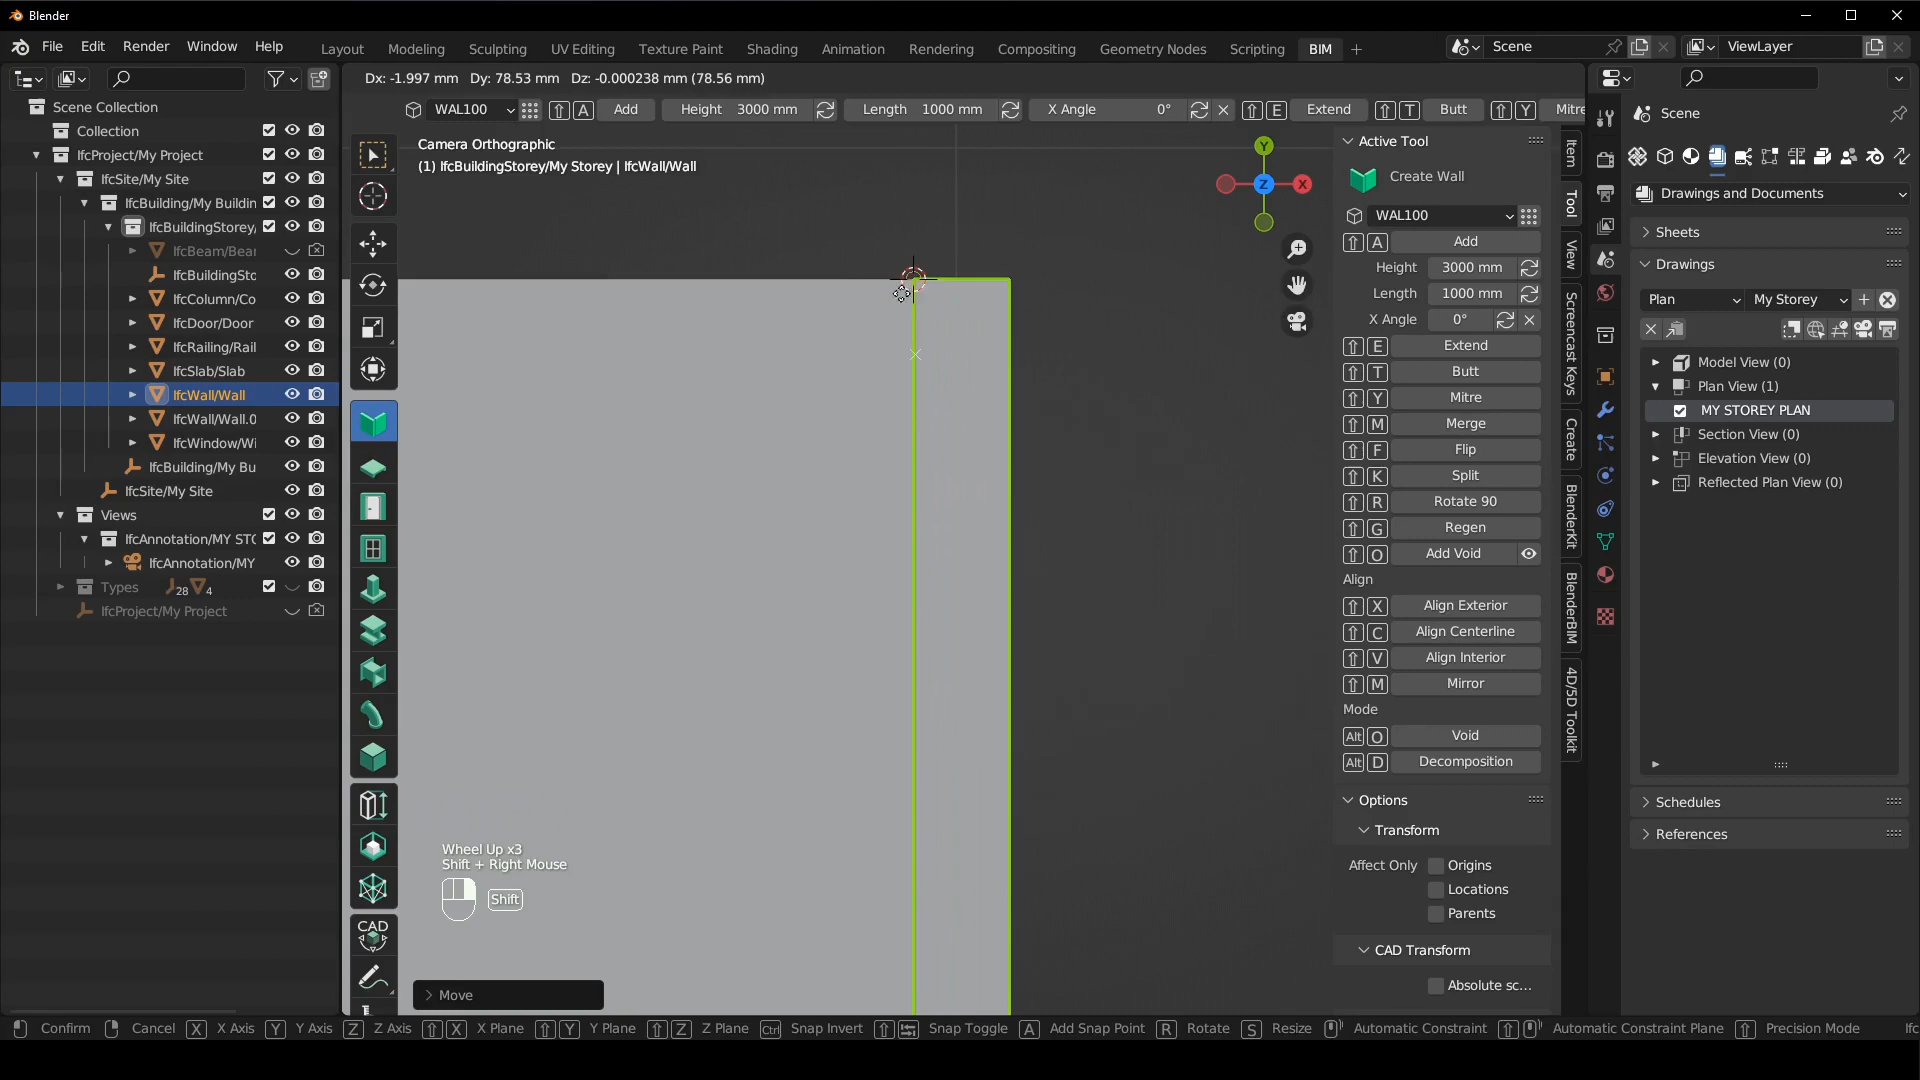 Blender
File Edit Render Window Help
Layout Modeling Sculpting UV Editing Texture Paint Shading Animation Rendering Compositing Geometry Nodes Scripting BIM
Scene
ViewLayer
Dx: -1.997 mm Dy: 78.53 mm Dz: -0.000238 mm (78.56 mm)
WAL100 A Add Height 3000 mm Length 1000 mm X Angle 0° E Extend T Butt Y Mitre
Camera Orthographic
(1) IfcBuildingStorey/My Storey | IfcWall/Wall
Scene Collection
Collection
IfcProject/My Project
IfcSite/My Site
IfcBuilding/My Buildin
IfcBuildingStorey/
IfcBeam/Bear
IfcBuildingSto
IfcColumn/Co
IfcDoor/Door
IfcRailing/Rail
IfcSlab/Slab
IfcWall/Wall
IfcWall/Wall.0
IfcWindow/Wi
IfcBuilding/My Bu
IfcSite/My Site
Views
IfcAnnotation/MY STO
IfcAnnotation/MY
Types 28 4
IfcProject/My Project
CAD
Y
X
Z
Wheel Up x3
Shift + Right Mouse
Shift
Move
Active Tool
Create Wall
WAL100
A Add
Height 3000 mm
Length 1000 mm
X Angle 0°
E Extend
T Butt
Y Mitre
M Merge
F Flip
K Split
R Rotate 90
G Regen
O Add Void
Align
X Align Exterior
C Align Centerline
V Align Interior
M Mirror
Mode
Alt O Void
Alt D Decomposition
Options
Transform
Affect Only Origins
Locations
Parents
CAD Transform
Absolute sc...
Item
Tool
View
Screencast Keys
Create
BlenderKit
BlenderBIM
4D/5D Toolkit
Scene
Drawings and Documents
Sheets
Drawings
Plan My Storey
Model View (0)
Plan View (1)
MY STOREY PLAN
Section View (0)
Elevation View (0)
Reflected Plan View (0)
Schedules
References
Confirm Cancel X X Axis Y Y Axis Z Z Axis X X Plane Y Y Plane Z Z Plane Ctrl Snap Invert Snap Toggle A Add Snap Point R Rotate S Resize Automatic Constraint Automatic Constraint Plane Precision Mode Ifc